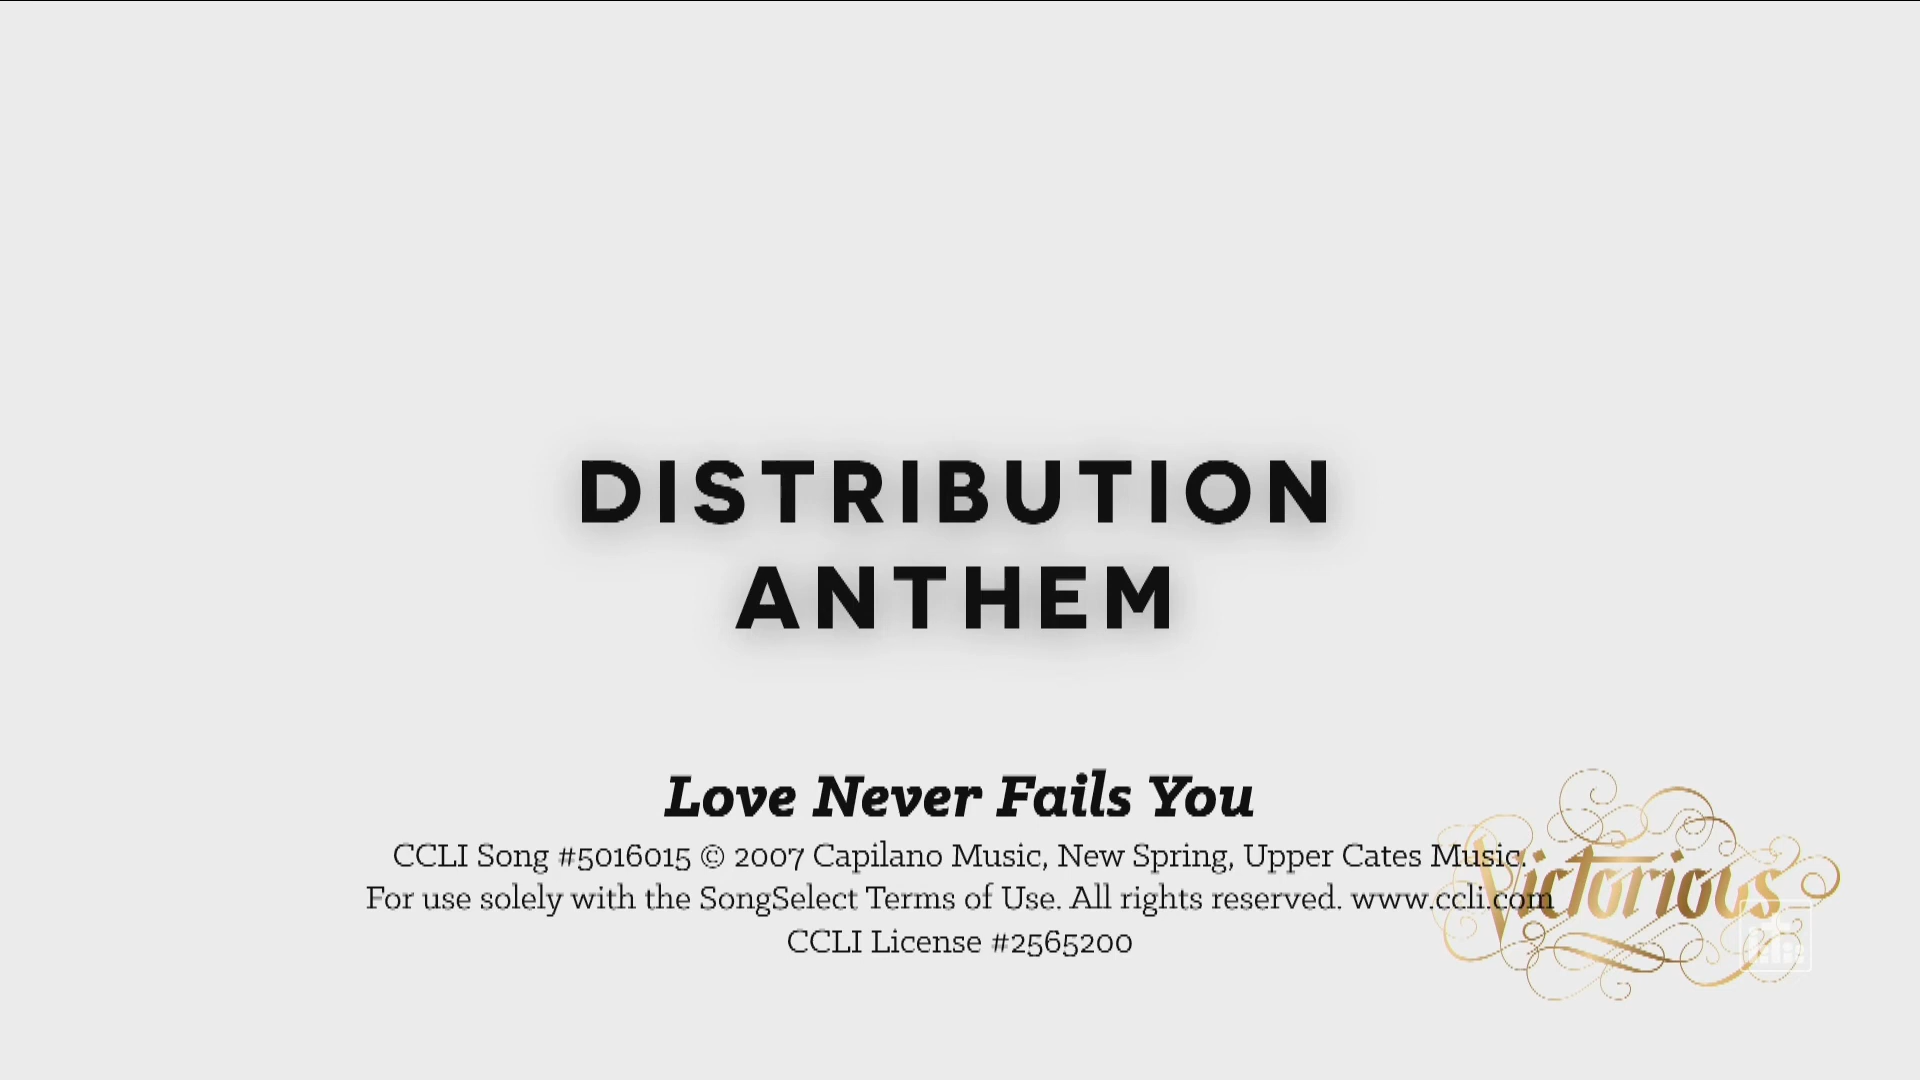 DISTRIBUTION
ANTHEM
Love Never Fails You
CCLI Song #5016015 © 2007 Capilano Music, New Spring, Upper Cates Music.
For use solely with the SongSelect Terms of Use. All rights reserved. www.ccli.com
CCLI License #2565200
Victorious